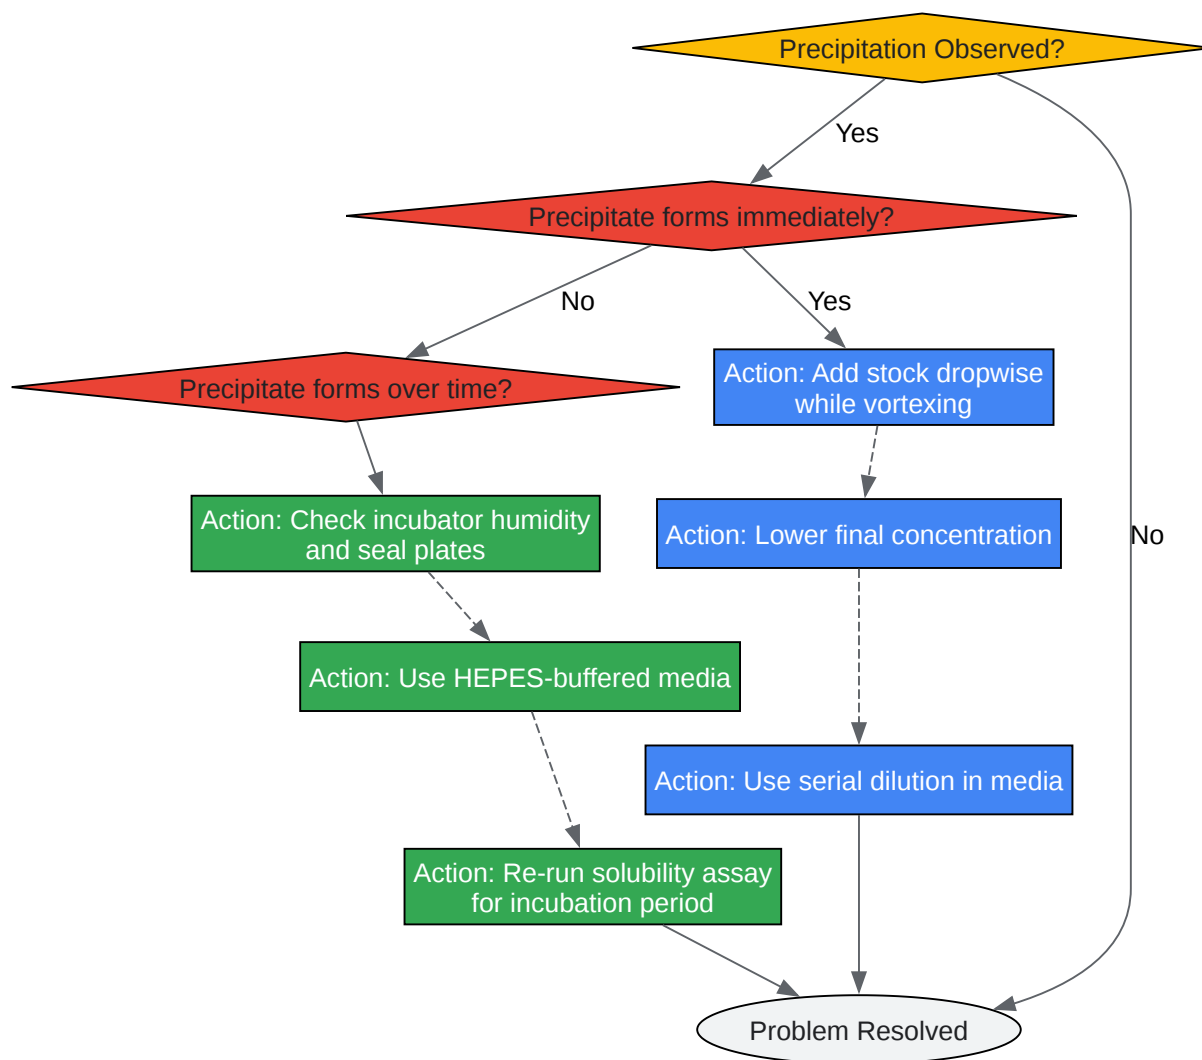 Precipitation Observed?
Yes
Precipitate forms immediately?
No
Yes
Precipitate forms over time?
Action: Add stock dropwise
while vortexing
Action: Check incubator humidity
and seal plates
Action: Lower final concentration
No
Action: Use HEPES-buffered media
Action: Use serial dilution in media
Action: Re-run solubility assay
for incubation period
Problem Resolved